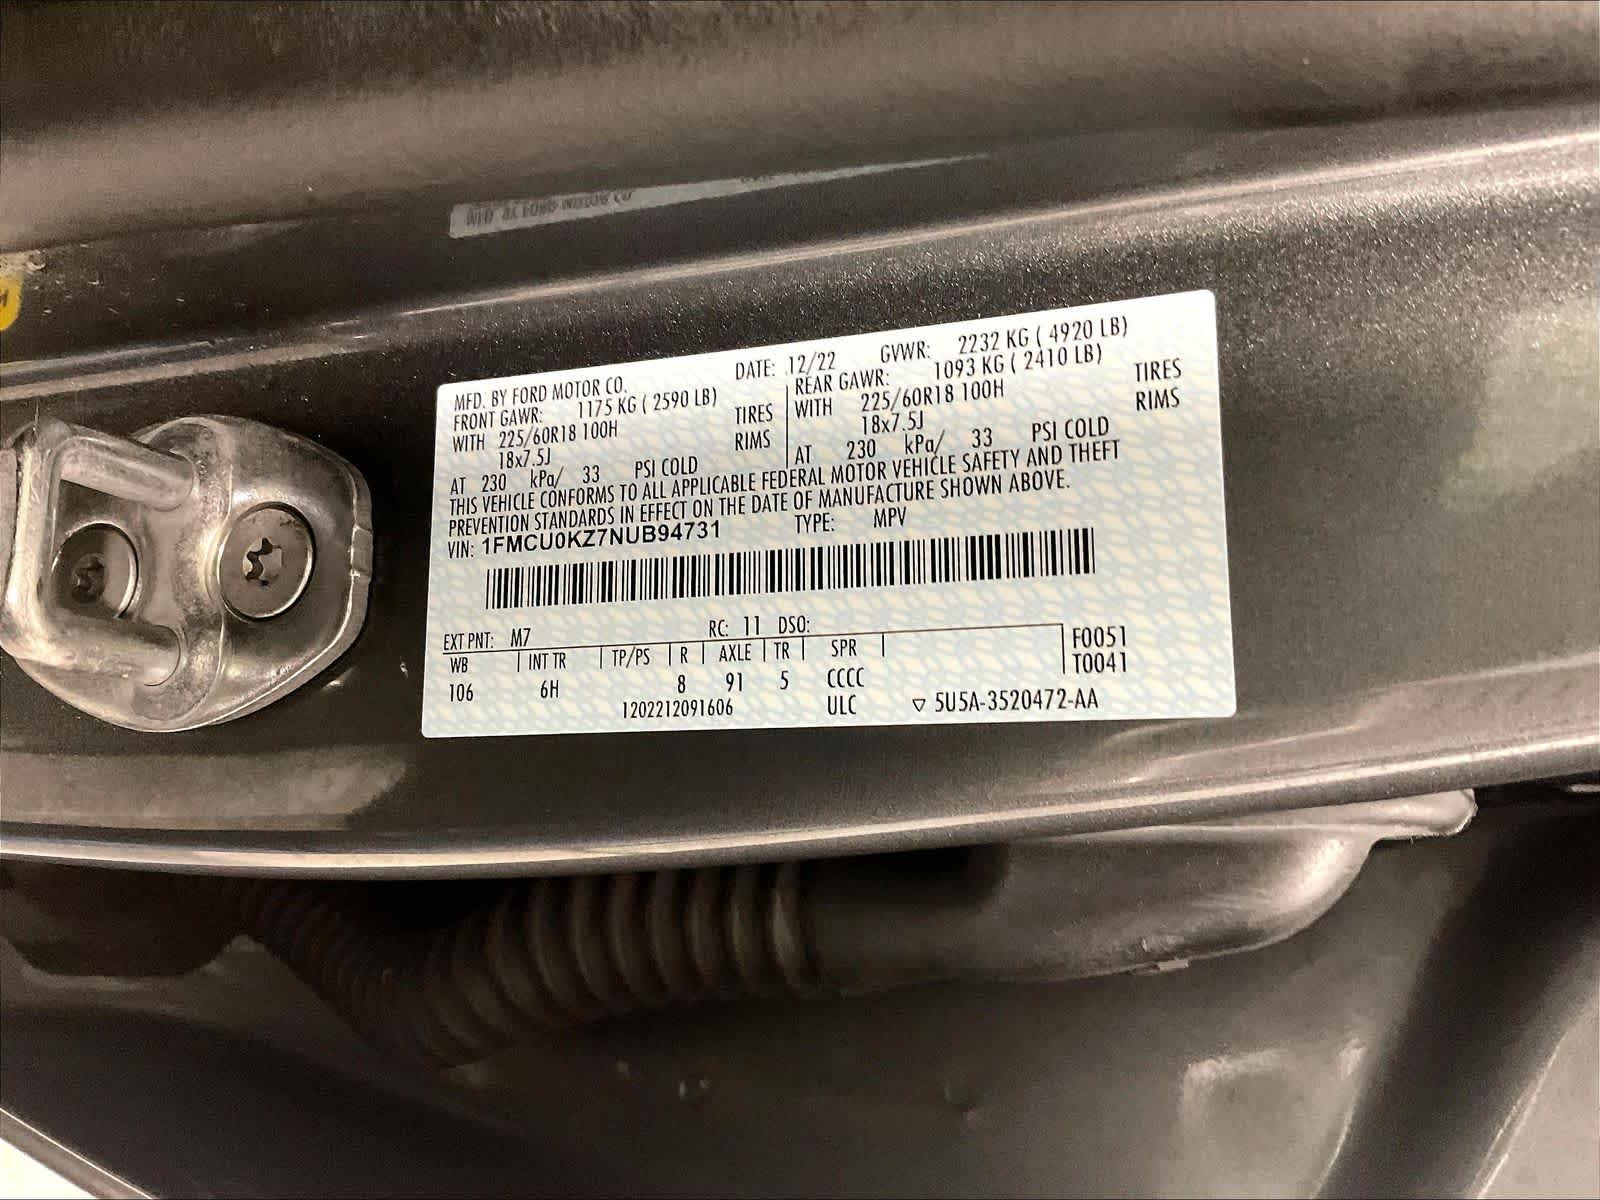 MFD. BY FORD MOTOR CO.
DATE: 12/22 GVWR: 2232 KG ( 4920 LB)
FRONT GAWR: 1175 KG ( 2590 LB)
WITH 225/60R18 100H TIRES
18x7.5J RIMS
AT 230 kPa/ 33 PSI COLD
REAR GAWR: 1093 KG ( 2410 LB)
WITH 225/60R18 100H TIRES
18x7.5J RIMS
AT 230 kPa/ 33 PSI COLD
THIS VEHICLE CONFORMS TO ALL APPLICABLE FEDERAL MOTOR VEHICLE SAFETY AND THEFT
PREVENTION STANDARDS IN EFFECT ON THE DATE OF MANUFACTURE SHOWN ABOVE.
VIN: 1FMCU0KZ7NUB94731 TYPE: MPV
EXT PNT: M7 RC: 11 DSO:
WB INT TR TP/PS R AXLE TR SPR F0051
T0041
106 6H 8 91 5 CCCC
1202212091606 ULC ▽ 5U5A-3520472-AA